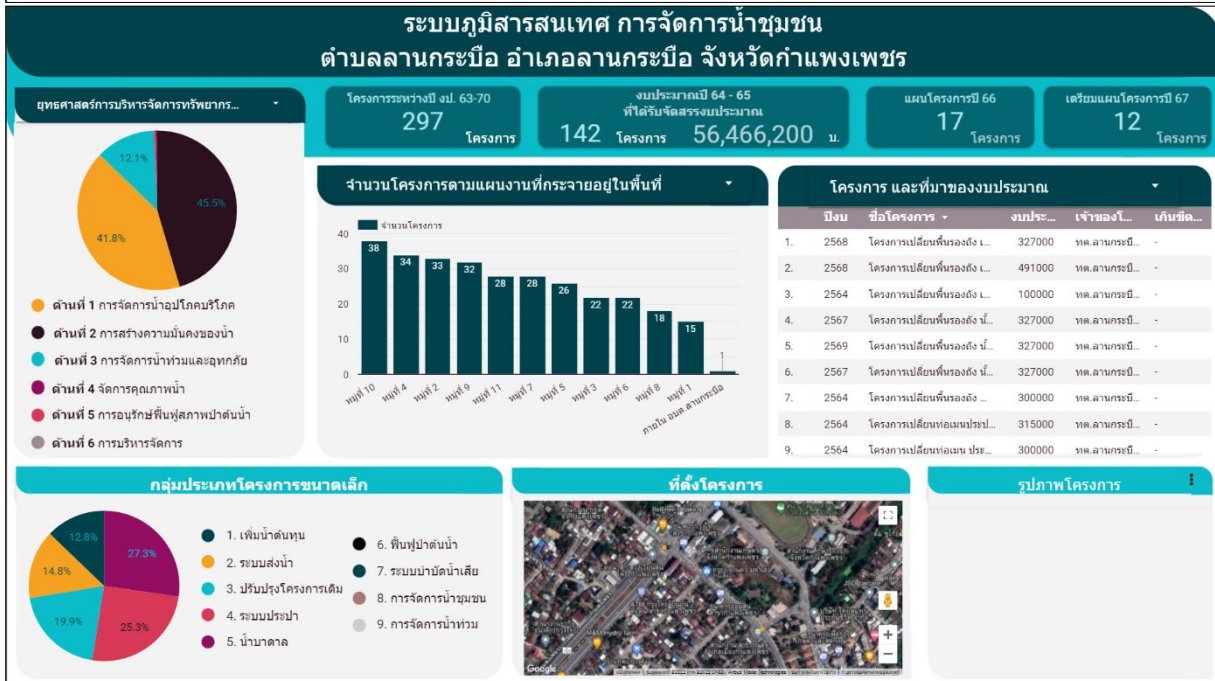 ระบบภูมิสารสนเทศ การจัดการน้ำชุมชน
ตำบลลานกระบือ อำเภอลานกระบือ จังหวัดกำแพงเพชร
ยุทธศาสตร์การบริหารจัดการทรัพยากร...
โครงการระหว่างปี งป. 63-70
297 โครงการ
งบประมาณปี 64 - 65
ที่ได้รับจัดสรรงบประมาณ
142 โครงการ 56,466,200 บ.
แผนโครงการปี 66
17 โครงการ
เตรียมแผนโครงการปี 67
12 โครงการ
12.1%
45.5%
41.8%
ด้านที่ 1 การจัดการน้ำอุปโภคบริโภค
ด้านที่ 2 การสร้างความมั่นคงของน้ำ
ด้านที่ 3 การจัดการน้ำท่วมและอุทกภัย
ด้านที่ 4 จัดการคุณภาพน้ำ
ด้านที่ 5 การอนุรักษ์ฟื้นฟูสภาพป่าต้นน้ำ
ด้านที่ 6 การบริหารจัดการ
จำนวนโครงการตามแผนงานที่กระจายอยู่ในพื้นที่
จำนวนโครงการ
40
30
20
10
0
38 34 33 32 28 28 26 22 22 18 15 1
หมู่ที่ 10 หมู่ที่ 4 หมู่ที่ 2 หมู่ที่ 9 หมู่ที่ 11 หมู่ที่ 7 หมู่ที่ 5 หมู่ที่ 3 หมู่ที่ 6 หมู่ที่ 8 หมู่ที่ 1 ภายใน อบต.ลานกระบือ
โครงการ และที่มาของงบประมาณ
ปีงบ ชื่อโครงการ งบประ... เจ้าของโ... เกินขีด...
1. 2568 โครงการเปลี่ยนพื้นรองถัง เ... 327000 ทต.ลานกระบื... -
2. 2568 โครงการเปลี่ยนพื้นรองถัง เ... 491000 ทต.ลานกระบื... -
3. 2564 โครงการเปลี่ยนพื้นรองถัง เ... 100000 ทต.ลานกระบื... -
4. 2567 โครงการเปลี่ยนพื้นรองถัง น้ำ... 327000 ทต.ลานกระบื... -
5. 2569 โครงการเปลี่ยนพื้นรองถัง น้ำ... 327000 ทต.ลานกระบื... -
6. 2567 โครงการเปลี่ยนพื้นรองถัง น้ำ... 327000 ทต.ลานกระบื... -
7. 2564 โครงการเปลี่ยนพื้นรองถัง ... 300000 ทต.ลานกระบื... -
8. 2564 โครงการเปลี่ยนท่อเมนประป... 315000 ทต.ลานกระบื... -
9. 2564 โครงการเปลี่ยนท่อเมน ประ... 300000 ทต.ลานกระบื... -
กลุ่มประเภทโครงการขนาดเล็ก
12.8%
27.3%
14.8%
19.9%
25.3%
1. เพิ่มน้ำต้นทุน
2. ระบบส่งน้ำ
3. ปรับปรุงโครงการเดิม
4. ระบบประปา
5. น้ำบาดาล
6. ฟื้นฟูป่าต้นน้ำ
7. ระบบบำบัดน้ำเสีย
8. การจัดการน้ำชุมชน
9. การจัดการน้ำท่วม
ที่ตั้งโครงการ
Google
รูปภาพโครงการ